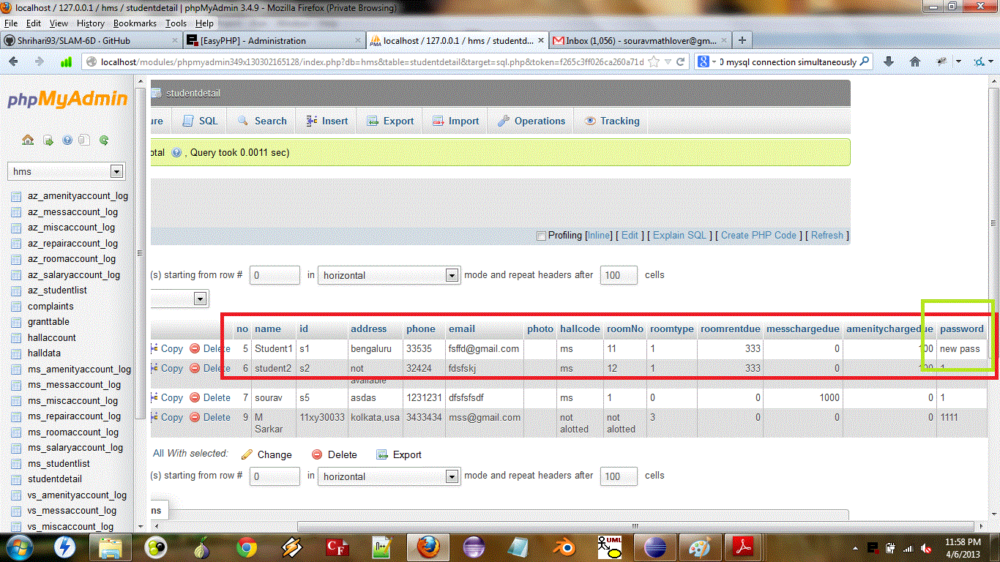 localhost / 127.0.0.1 / hms / studentdetail | phpMyAdmin 3.4.9 - Mozilla Firefox (Private Browsing)
File Edit View History Bookmarks Tools Help
Shrihari93/SLAM-6D · GitHub × [EasyPHP] - Administration × localhost / 127.0.0.1 / hms / studentd... × Inbox (1,056) - souravmathlover@gm... × +
localhost/modules/phpmyadmin349x130302165128/index.php?db=hms&table=studentdetail&target=sql.php&token=f265c3ff026ca260a71d 0 mysql connection simultaneously
phpMyAdmin
studentdetail
ure SQL Search Insert Export Import Operations Tracking
otal , Query took 0.0011 sec)
hms
az_amenityaccount_log
az_messaccount_log
az_miscaccount_log
az_repairaccount_log
az_roomaccount_log
az_salaryaccount_log
az_studentlist
complaints
granttable
hallaccount
halldata
ms_amenityaccount_log
ms_messaccount_log
ms_miscaccount_log
ms_repairaccount_log
ms_roomaccount_log
ms_salaryaccount_log
ms_studentlist
studentdetail
vs_amenityaccount_log
vs_messaccount_log
vs_miscaccount_log
Profiling [Inline] [ Edit ] [ Explain SQL ] [ Create PHP Code ] [ Refresh ]
(s) starting from row # 0 in horizontal mode and repeat headers after 100 cells
no name id address phone email photo hallcode roomNo roomtype roomrentdue messchargedue amenitychargedue password
Copy Delete 5 Student1 s1 bengaluru 33535 fsffd@gmail.com ms 11 1 333 0 100 new pass
Copy Delete 6 student2 s2 not 32424 fdsfskj ms 12 1 333 0 100 1
available
Copy Delete 7 sourav s5 asdas 1231231 dfsfsfsdf ms 1 0 0 1000 0 1
Copy Delete 9 M 11xy30033 kolkata,usa 3433434 mss@gmail.com not not 3 0 0 0 1111
Sarkar alotted alotted
All With selected: Change Delete Export
(s) starting from row # 0 in horizontal mode and repeat headers after 100 cells
ns
CF UML
11:58 PM
4/6/2013